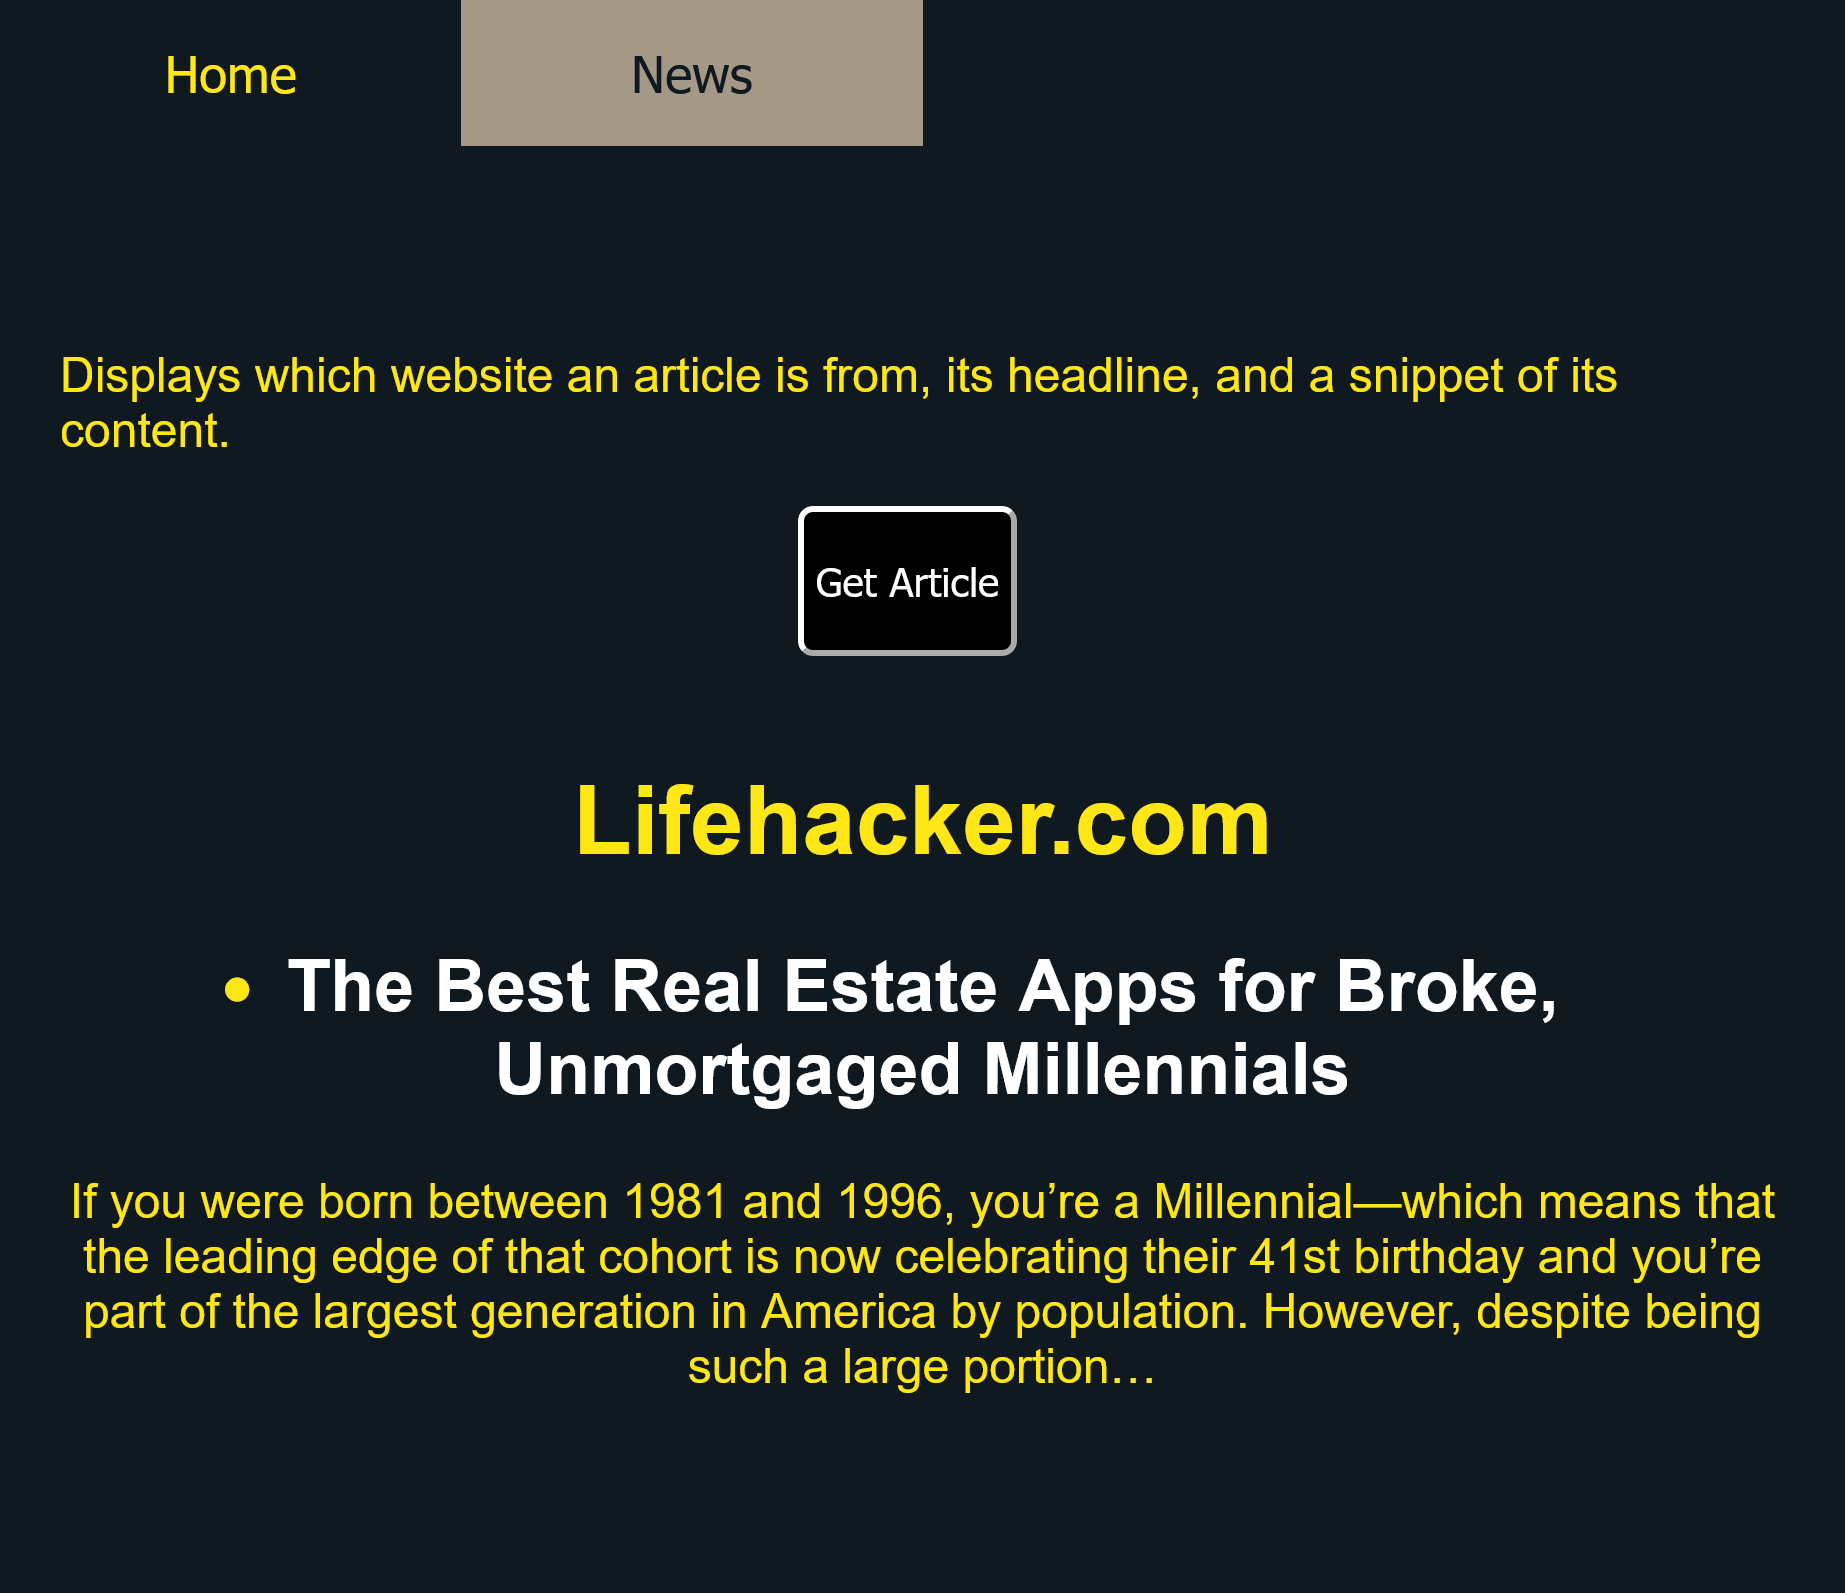 Home
News
Displays which website an article is from, its headline, and a snippet of its
content.
Get Article
Lifehacker.com
• The Best Real Estate Apps for Broke,
Unmortgaged Millennials
If you were born between 1981 and 1996, you’re a Millennial—which means that
the leading edge of that cohort is now celebrating their 41st birthday and you’re
part of the largest generation in America by population. However, despite being
such a large portion…